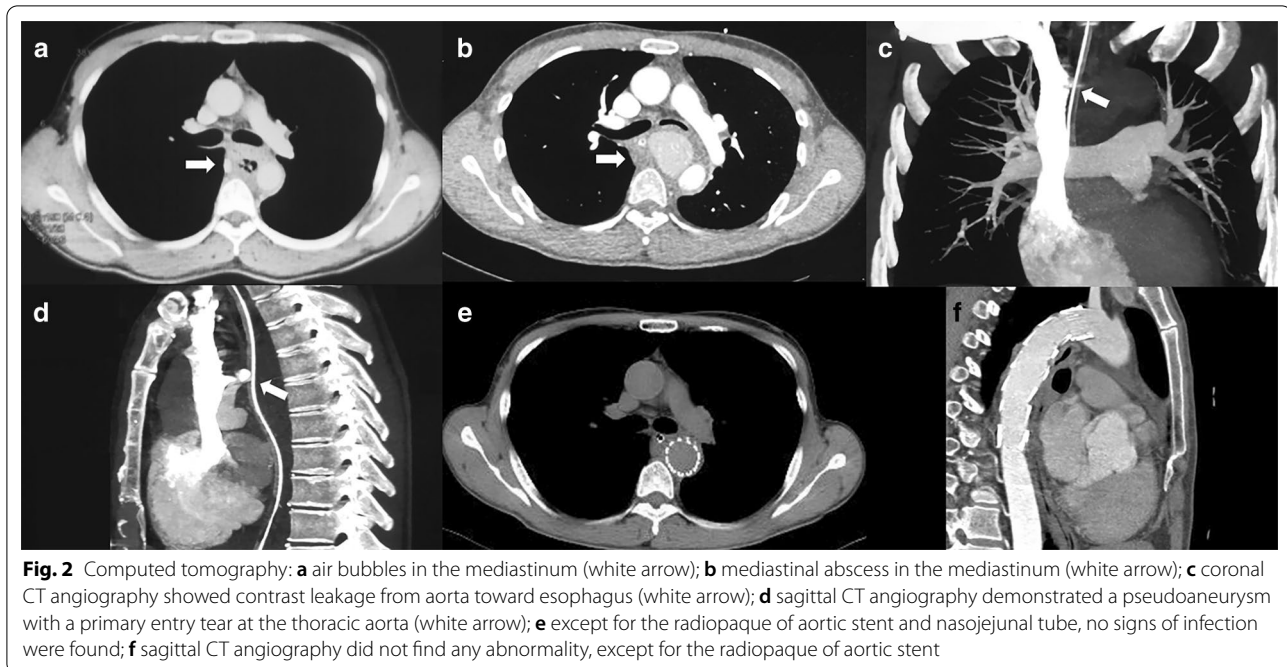 a
b
c
d
e
f
Fig. 2 Computed tomography: a air bubbles in the mediastinum (white arrow); b mediastinal abscess in the mediastinum (white arrow); c coronal
CT angiography showed contrast leakage from aorta toward esophagus (white arrow); d sagittal CT angiography demonstrated a pseudoaneurysm
with a primary entry tear at the thoracic aorta (white arrow); e except for the radiopaque of aortic stent and nasojejunal tube, no signs of infection
were found; f sagittal CT angiography did not find any abnormality, except for the radiopaque of aortic stent